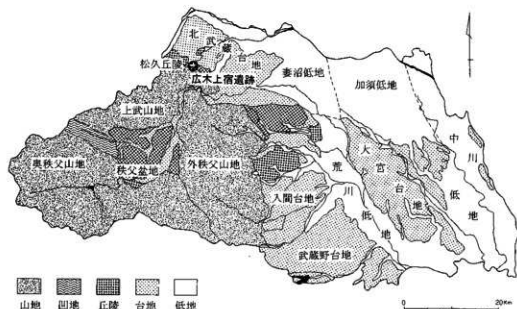 北武蔵台地
松久丘陵
広木上宿遺跡
妻沼低地
加須低地
上武山地
奥秩父山地
秩父盆地
外秩父山地
荒川低地
大宮台地
中川低地
入間台地
武蔵野台地
山地 凹地 丘陵 台地 低地
0 20Km